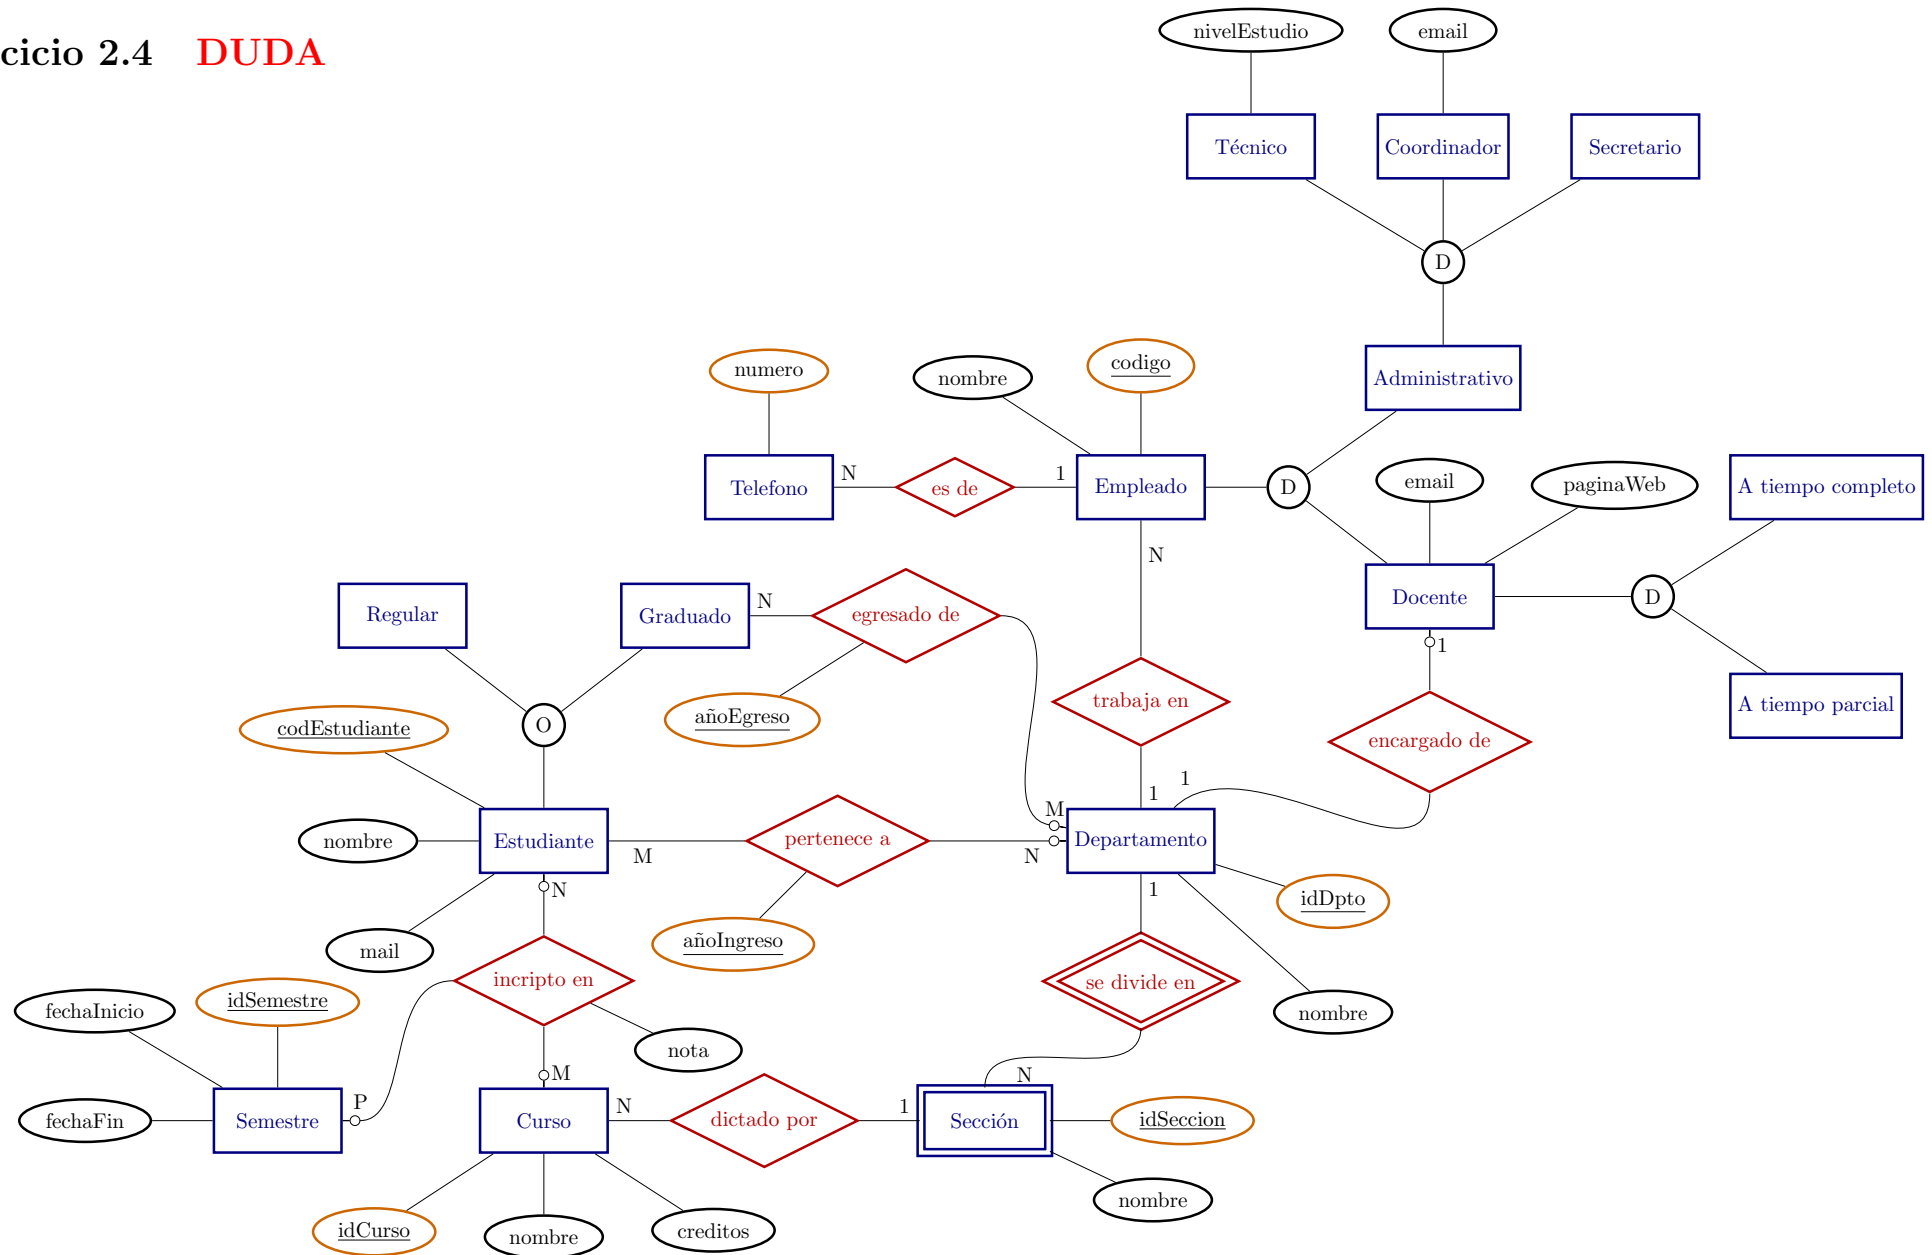 cicio 2.4 DUDA
nivelEstudio
email
Técnico
Coordinador
Secretario
D
Administrativo
numero
nombre
codigo
Telefono
N
es de
1
Empleado
D
email
paginaWeb
A tiempo completo
N
Docente
D
1
A tiempo parcial
Regular
Graduado
N
egresado de
añoEgreso
trabaja en
encargado de
codEstudiante
O
1
1
M
nombre
Estudiante
M
pertenece a
N
Departamento
N
1
idDpto
mail
añoIngreso
incripto en
se divide en
nombre
fechaInicio
idSemestre
nota
N
M
P
fechaFin
Semestre
Curso
N
dictado por
1
Sección
idSeccion
nombre
idCurso
nombre
creditos